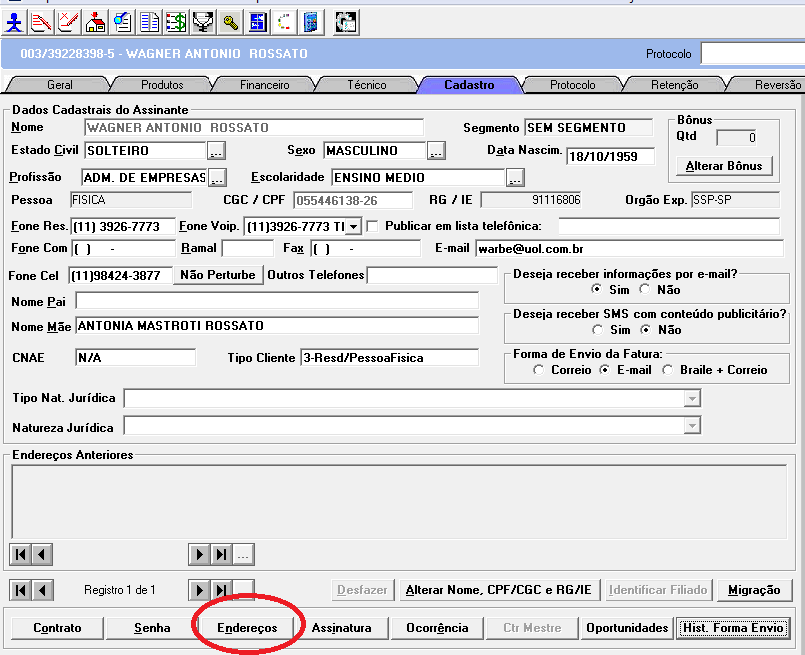 003/39228398-5 - WAGNER ANTONIO ROSSATO Protocolo
Geral Produtos Financeiro Técnico Cadastro Protocolo Retenção Reversão
Dados Cadastrais do Assinante
Nome WAGNER ANTONIO ROSSATO Segmento SEM SEGMENTO Bônus
Qtd 0
Estado Civil SOLTEIRO ... Sexo MASCULINO ... Data Nascim. 18/10/1959
Alterar Bônus
Profissão ADM. DE EMPRESAS ... Escolaridade ENSINO MEDIO ...
Pessoa FISICA CGC / CPF 055446138-26 RG / IE 91116806 Orgão Exp. SSP-SP
Fone Res. (11) 3926-7773 Fone Voip. (11)3926-7773 TI Publicar em lista telefônica:
Fone Com ( ) - Ramal Fax ( ) - E-mail warbe@uol.com.br
Fone Cel (11)98424-3877 Não Perturbe Outros Telefones
Deseja receber informações por e-mail?
Sim Não
Nome Pai
Deseja receber SMS com conteúdo publicitário?
Nome Mãe ANTONIA MASTROTI ROSSATO Sim Não
CNAE N/A Tipo Cliente 3-Resd/PessoaFisica
Forma de Envio da Fatura:
Correio E-mail Braile + Correio
Tipo Nat. Jurídica
Natureza Jurídica
Endereços Anteriores
...
Registro 1 de 1 Desfazer Alterar Nome, CPF/CGC e RG/IE Identificar Filiado Migração
Contrato Senha Endereços Assinatura Ocorrência Ctr Mestre Oportunidades Hist. Forma Envio